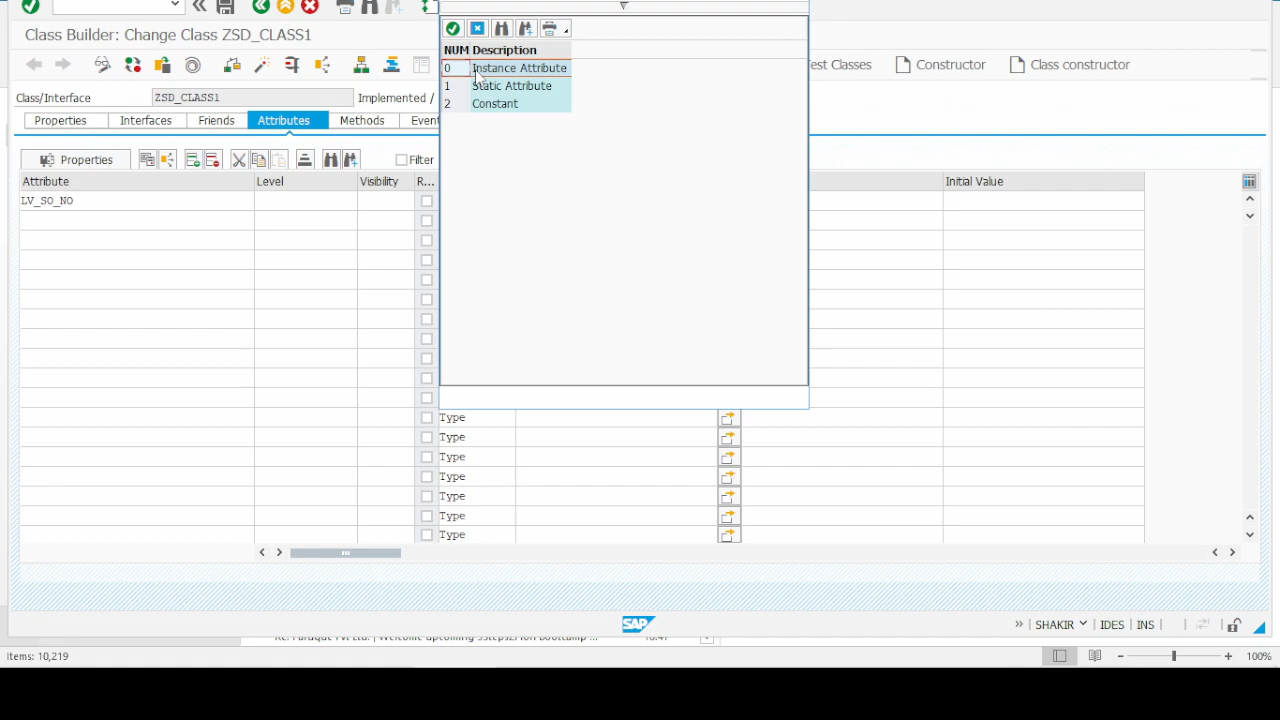 Class Builder: Change Class ZSD_CLASS1
Test Classes
Constructor
Class constructor
Class/Interface ZSD_CLASS1 Implemented /
Properties Interfaces Friends Attributes Methods
Properties Filter
Attribute Level Visibility R... Initial Value
LV_SO_NO
NUM Description
0 Instance Attribute
1 Static Attribute
2 Constant
Type
Type
Type
Type
Type
Type
Type
SAP
SHAKIR IDES INS
Items: 10,219
100%